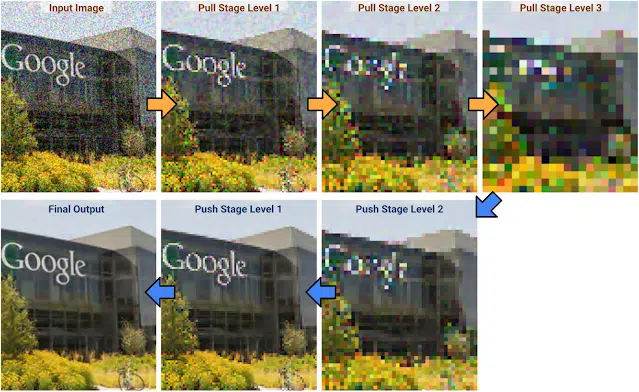 Input Image
Pull Stage Level 1
Pull Stage Level 2
Pull Stage Level 3
Google
Google
Google
Final Output
Push Stage Level 1
Push Stage Level 2
Google
Google
Google